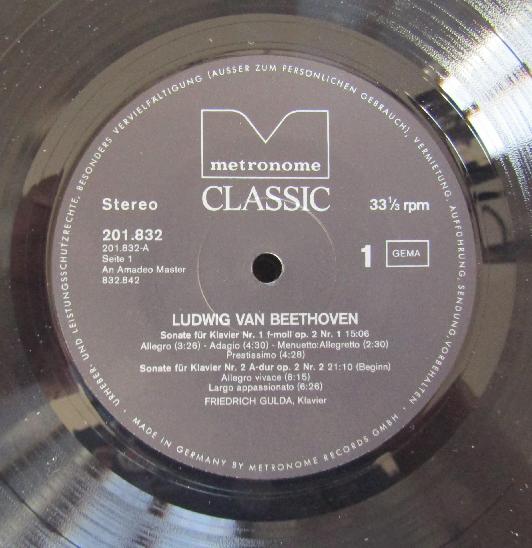 URHEBER- UND LEISTUNGSSCHUTZRECHTE, BESONDERS VERVIELFÄLTIGUNG (AUSSER ZUM PERSÖNLICHEN GEBRAUCH), VERMIETUNG, AUFFÜHRUNG, SENDUNG, VORBEHALTEN ·
metronome
CLASSIC
Stereo
33 1/3 rpm
201.832
201.832-A
Seite 1
An Amadeo Master
832.842
1
GEMA
LUDWIG VAN BEETHOVEN
Sonate für Klavier Nr. 1 f-moll op. 2 Nr. 1 15:06
Allegro (3:26) - Adagio (4:30) - Menuetto:Allegretto (2:30)
Prestissimo (4:28)
Sonate für Klavier Nr. 2 A-dur op. 2 Nr. 2 21:10 (Beginn)
Allegro vivace (6:15)
Largo appassionato (6:26)
FRIEDRICH GULDA, Klavier
· MADE IN GERMANY BY METRONOME RECORDS GMBH ·